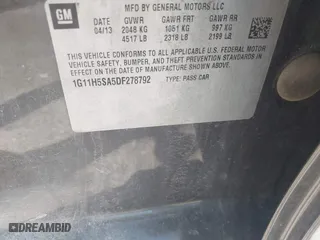 GM
MFD BY GENERAL MOTORS LLC
DATE GVWR GAWR FRT GAWR RR
04/13 2048 KG 1051 KG 997 KG
4517 LB 2318 LB 2199 LB
THIS VEHICLE CONFORMS TO ALL APPLICABLE U.S. FEDERAL MOTOR
VEHICLE SAFETY, BUMPER, AND THEFT PREVENTION STANDARDS
IN EFFECT ON THE DATE OF MANUFACTURE SHOWN ABOVE.
1G11H5SA5DF278792 TYPE: PASS CAR
AUTOBIDMASTER